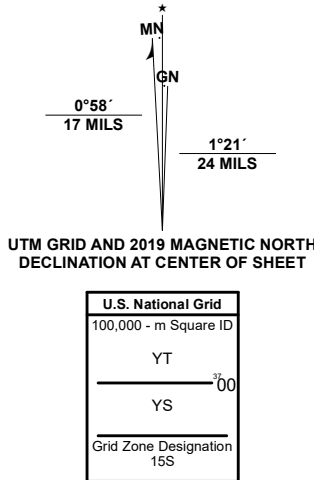 ★
MN
GN
0°58´
17 MILS
1°21´
24 MILS
UTM GRID AND 2019 MAGNETIC NORTH
DECLINATION AT CENTER OF SHEET
U.S. National Grid
100,000 - m Square ID
YT
3700
YS
Grid Zone Designation
15S